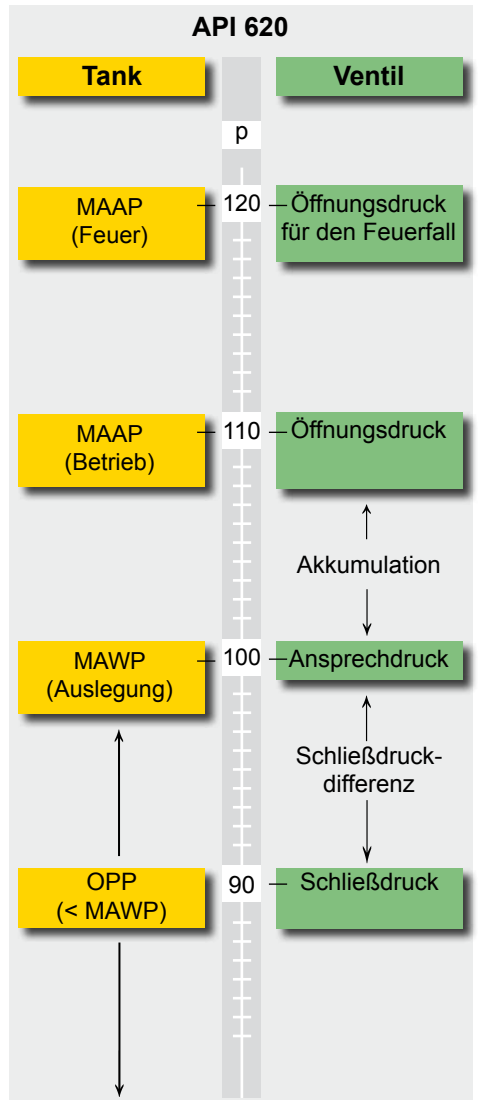 API 620
Tank
Ventil
p
MAAP
(Feuer)
120
Öffnungsdruck
für den Feuerfall
MAAP
(Betrieb)
110
Öffnungsdruck
Akkumulation
MAWP
(Auslegung)
100
Ansprechdruck
Schließdruck-
differenz
OPP
(< MAWP)
90
Schließdruck